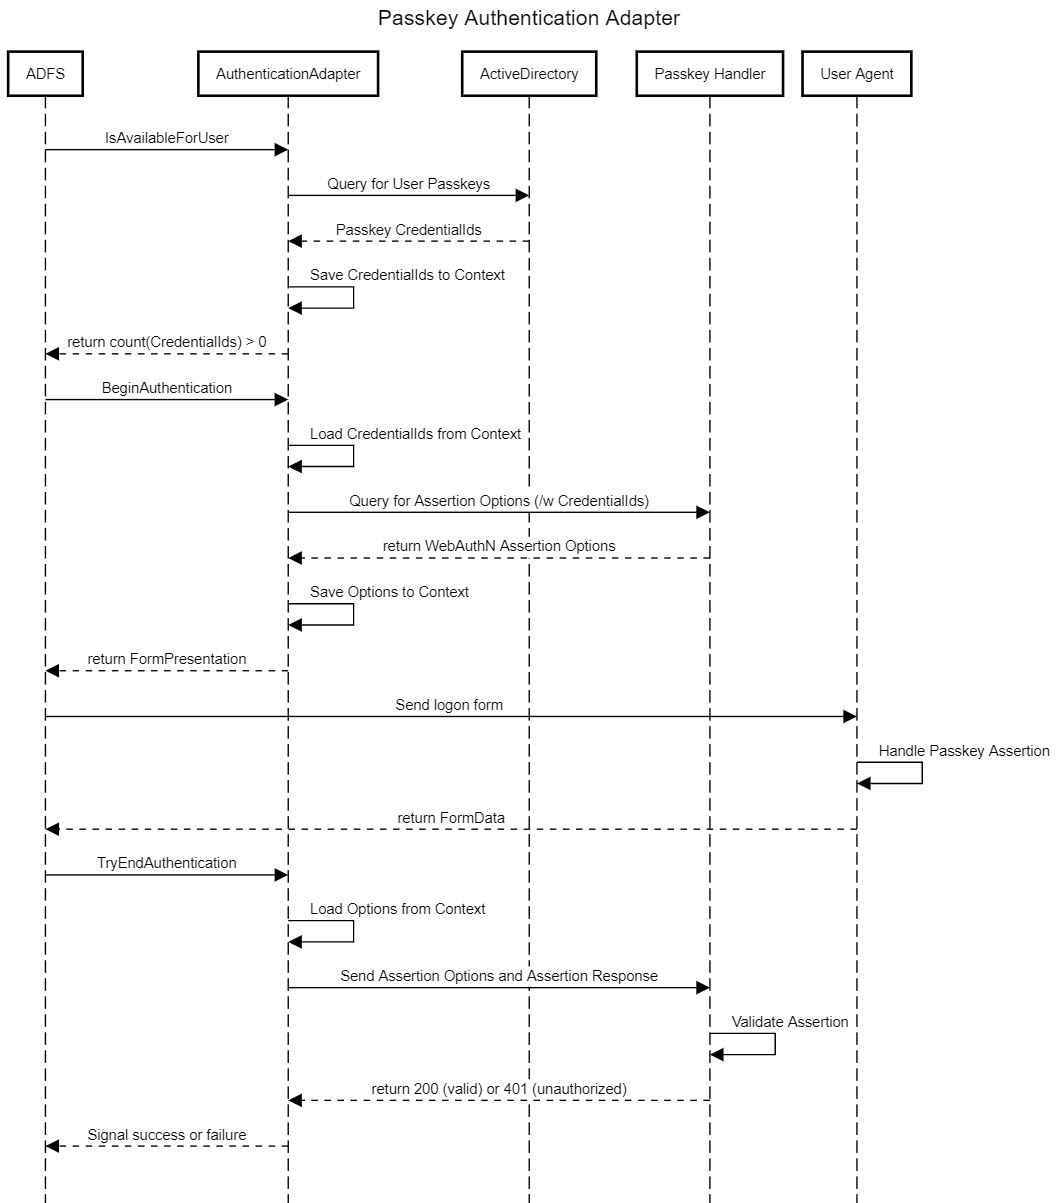 Passkey Authentication Adapter
ADFS
AuthenticationAdapter
ActiveDirectory
Passkey Handler
User Agent
IsAvailableForUser
Query for User Passkeys
Passkey CredentialIds
Save CredentialIds to Context
return count(CredentialIds) > 0
BeginAuthentication
Load CredentialIds from Context
Query for Assertion Options (/w CredentialIds)
return WebAuthN Assertion Options
Save Options to Context
return FormPresentation
Send logon form
Handle Passkey Assertion
return FormData
TryEndAuthentication
Load Options from Context
Send Assertion Options and Assertion Response
Validate Assertion
return 200 (valid) or 401 (unauthorized)
Signal success or failure